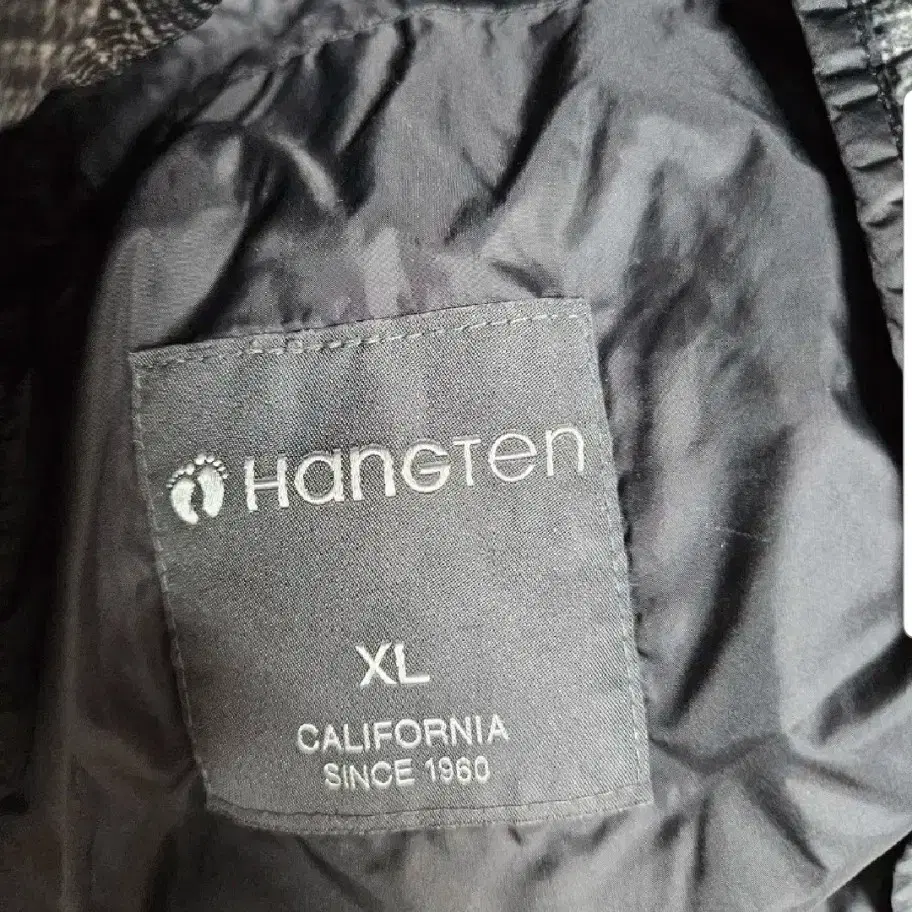 HANGTEN
XL
CALIFORNIA
SINCE 1960